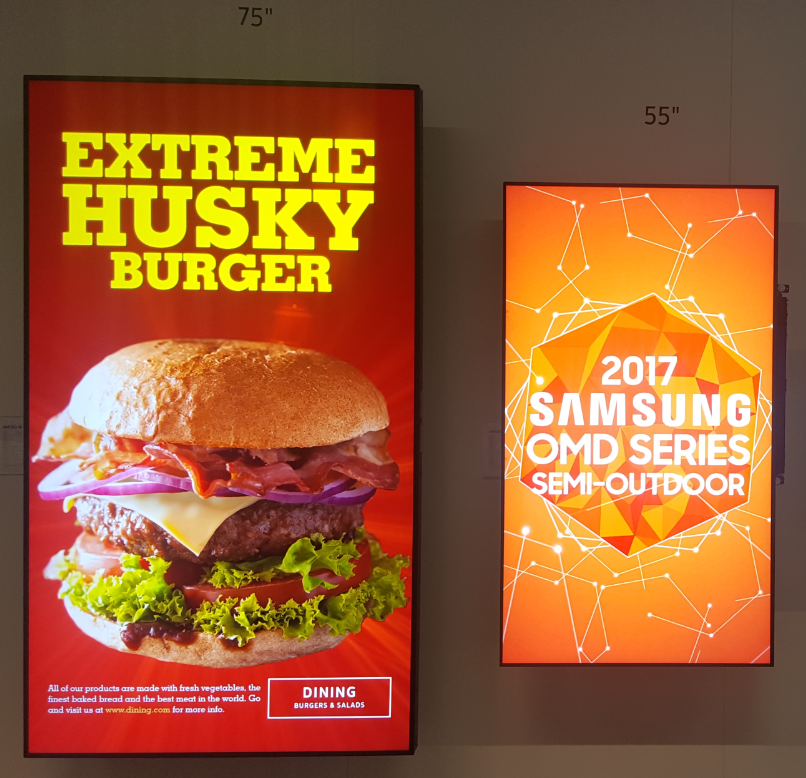 75"
EXTREME
HUSKY
BURGER
All of our products are made with fresh vegetables, the
finest baked bread and the best meat in the world. Go
and visit us at www.dining.com for more info.
DINING
BURGERS & SALADS
55"
2017
SAMSUNG
OMD SERIES
SEMI-OUTDOOR